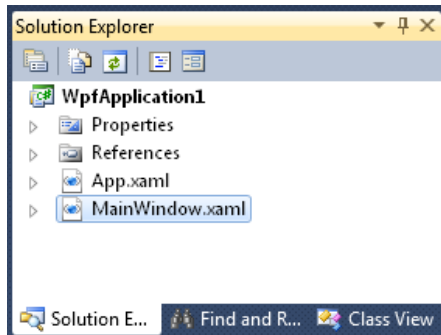 Solution Explorer
WpfApplication1
Properties
References
App.xaml
MainWindow.xaml
Solution E... Find and R... Class View